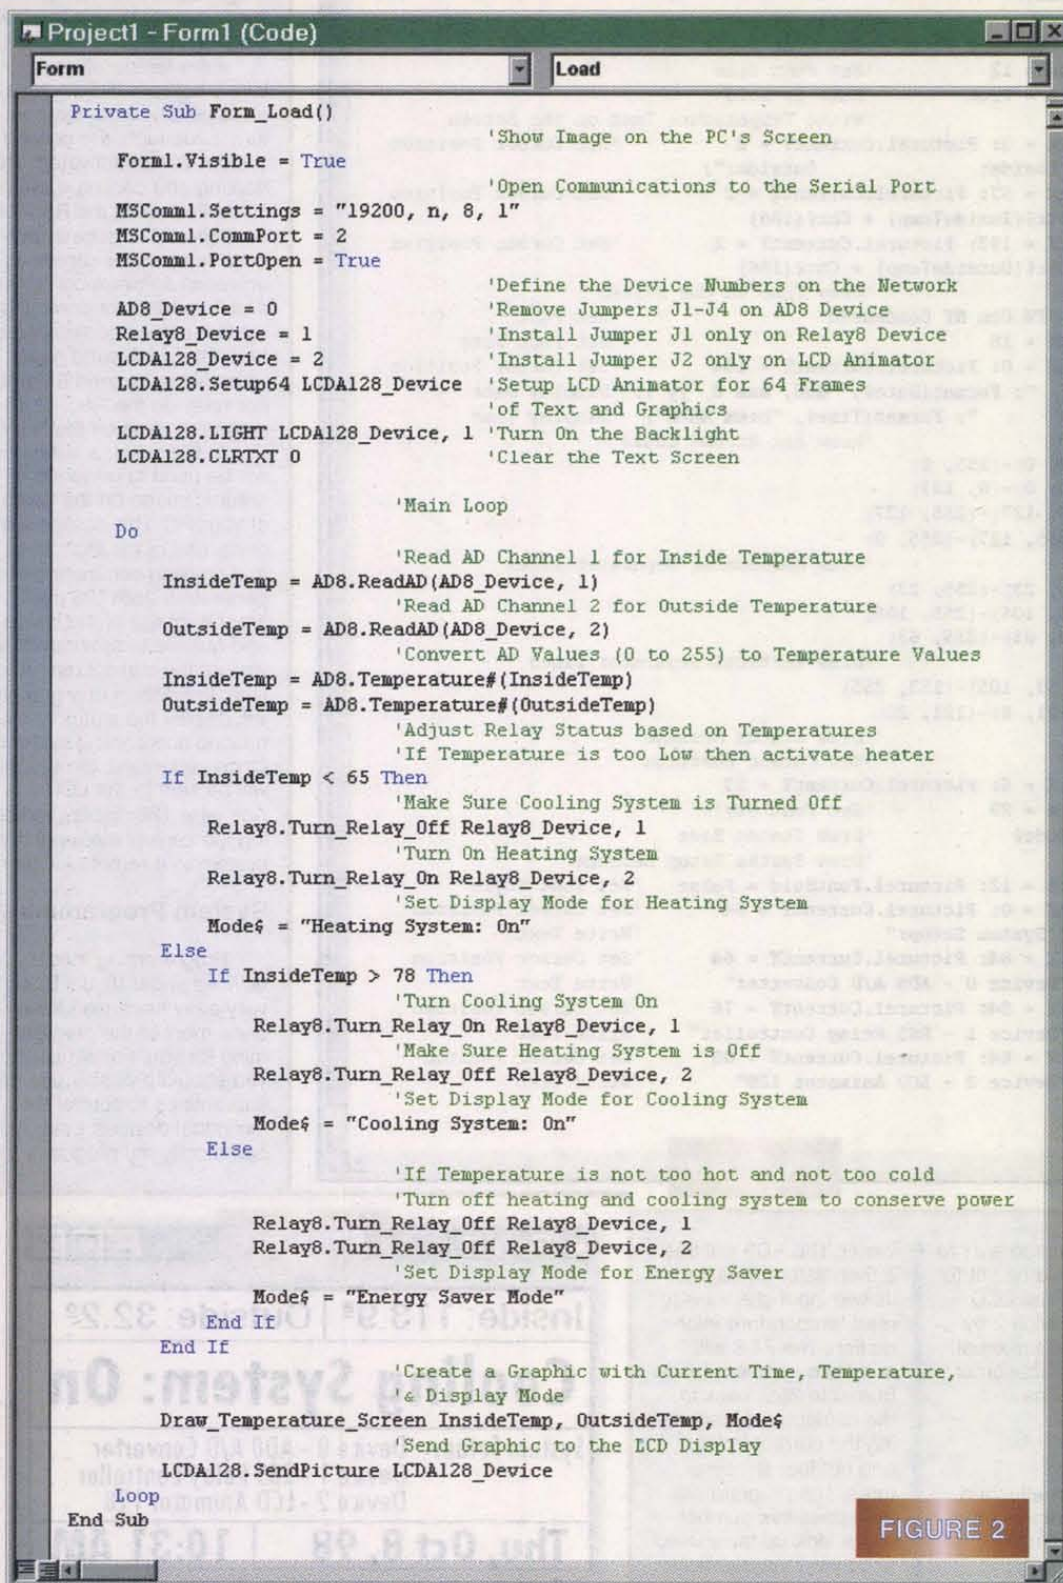 Project1 - Form1 (Code)
Form Load
Private Sub Form_Load()
'Show Image on the PC's Screen
Form1.Visible = True
'Open Communications to the Serial Port
MSComm1.Settings = "19200, n, 8, 1"
MSComm1.CommPort = 2
MSComm1.PortOpen = True
'Define the Device Numbers on the Network
AD8_Device = 0 'Remove Jumpers J1-J4 on AD8 Device
Relay8_Device = 1 'Install Jumper J1 only on Relay8 Device
LCDA128_Device = 2 'Install Jumper J2 only on LCD Animator
LCDA128.Setup64 LCDA128_Device 'Setup LCD Animator for 64 Frames
'of Text and Graphics
LCDA128.LIGHT LCDA128_Device, 1 'Turn On the Backlight
LCDA128.CLRTXT 0 'Clear the Text Screen
'Main Loop
Do
'Read AD Channel 1 for Inside Temperature
InsideTemp = AD8.ReadAD(AD8_Device, 1)
'Read AD Channel 2 for Outside Temperature
OutsideTemp = AD8.ReadAD(AD8_Device, 2)
'Convert AD Values (0 to 255) to Temperature Values
InsideTemp = AD8.Temperature#(InsideTemp)
OutsideTemp = AD8.Temperature#(OutsideTemp)
'Adjust Relay Status based on Temperatures
'If Temperature is too Low then activate heater
If InsideTemp < 65 Then
'Make Sure Cooling System is Turned Off
Relay8.Turn_Relay_Off Relay8_Device, 1
'Turn On Heating System
Relay8.Turn_Relay_On Relay8_Device, 2
'Set Display Mode for Heating System
Mode$ = "Heating System: On"
Else
If InsideTemp > 78 Then
'Turn Cooling System On
Relay8.Turn_Relay_On Relay8_Device, 1
'Make Sure Heating System is Off
Relay8.Turn_Relay_Off Relay8_Device, 2
'Set Display Mode for Cooling System
Mode$ = "Cooling System: On"
Else
'If Temperature is not too hot and not too cold
'Turn off heating and cooling system to conserve power
Relay8.Turn_Relay_Off Relay8_Device, 1
Relay8.Turn_Relay_Off Relay8_Device, 2
'Set Display Mode for Energy Saver
Mode$ = "Energy Saver Mode"
End If
End If
'Create a Graphic with Current Time, Temperature,
'& Display Mode
Draw_Temperature_Screen InsideTemp, OutsideTemp, Mode$
'Send Graphic to the LCD Display
LCDA128.SendPicture LCDA128_Device
Loop
End Sub
FIGURE 2